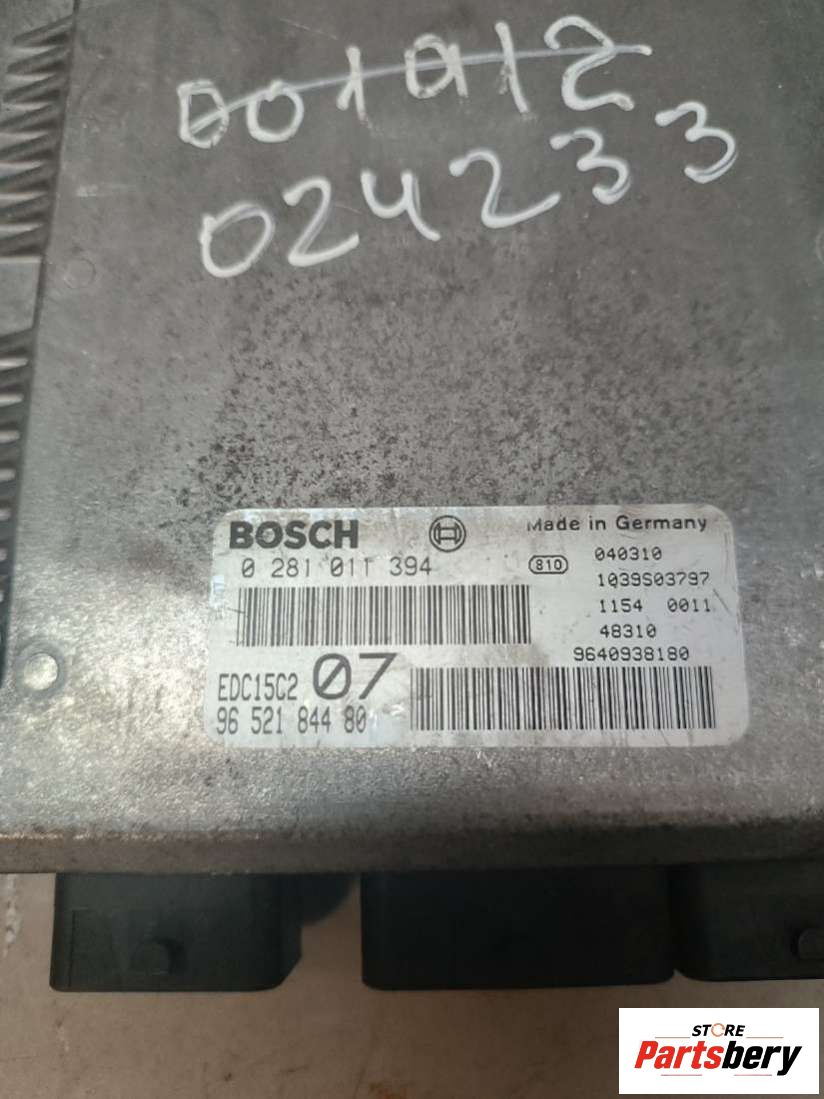 001012
024233
BOSCH
Made in Germany
0 281 011 394
810
040310
1039S03797
1154 0011
48310
9640938180
EDC15C2 07
96 521 844 80
STORE
Partsbery